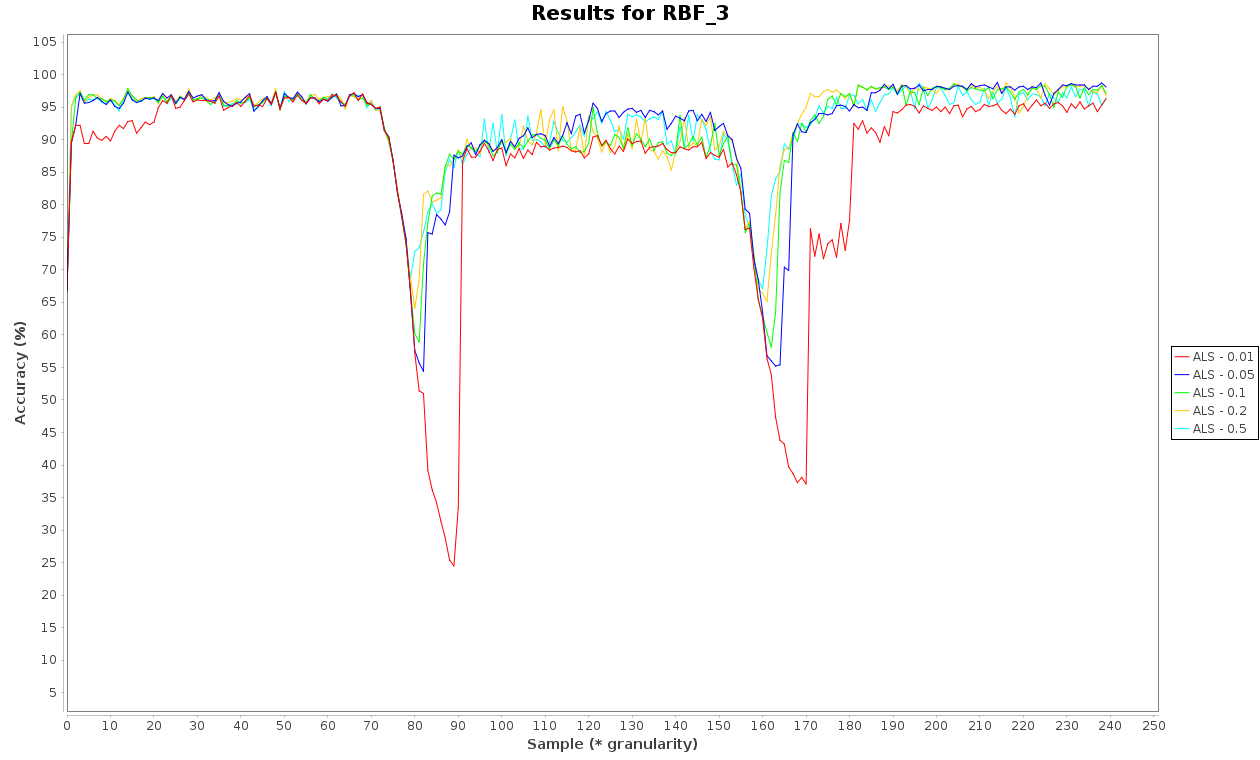 Results for RBF_3
Accuracy (%)
105
100
95
90
85
80
75
70
65
60
55
50
45
40
35
30
25
20
15
10
5
0 10 20 30 40 50 60 70 80 90 100 110 120 130 140 150 160 170 180 190 200 210 220 230 240 250
Sample (* granularity)
ALS - 0.01
ALS - 0.05
ALS - 0.1
ALS - 0.2
ALS - 0.5